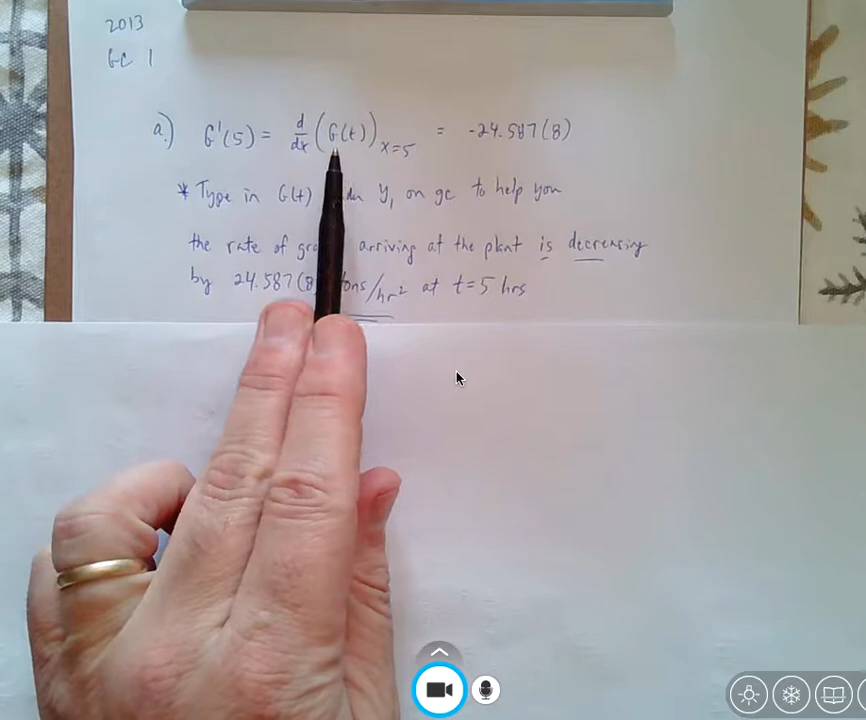 2013
GC 1
a.) G'(5) = d/dx (G(t)) x=5 = -24.587(8)
* Type in G(t) Y₁ on gc to help you
the rate of arriving at the plant is decreasing
by 24.587(8) tons/hr² at t=5 hrs